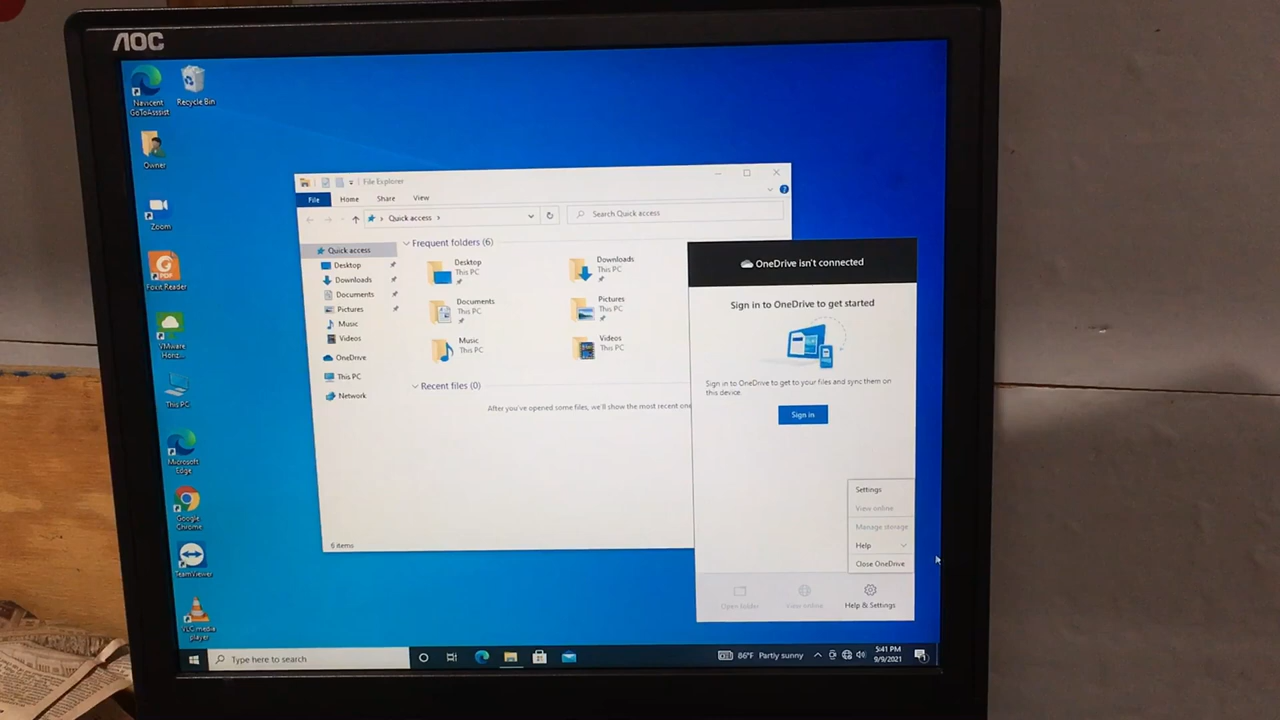 AOC
Navicent
GoToAssist
Recycle Bin
Owner
Zoom
Foxit Reader
VMware
Horiz...
This PC
Microsoft
Edge
Google
Chrome
TeamViewer
VLC media
player
File Explorer
File
Home
Share
View
Quick access
Search Quick access
Quick access
Desktop
Downloads
Documents
Pictures
Music
Videos
OneDrive
This PC
Network
Frequent folders (6)
Desktop
This PC
Downloads
This PC
Documents
This PC
Pictures
This PC
Music
This PC
Videos
This PC
Recent files (0)
After you've opened some files, we'll show the most recent
6 items
OneDrive isn't connected
Sign in to OneDrive to get started
Sign in to OneDrive to get to your files and sync them on
this device.
Sign in
Settings
View online
Manage storage
Help
Close OneDrive
Open folder
View online
Help & Settings
Type here to search
86°F Partly sunny
5:41 PM
9/9/2021
1